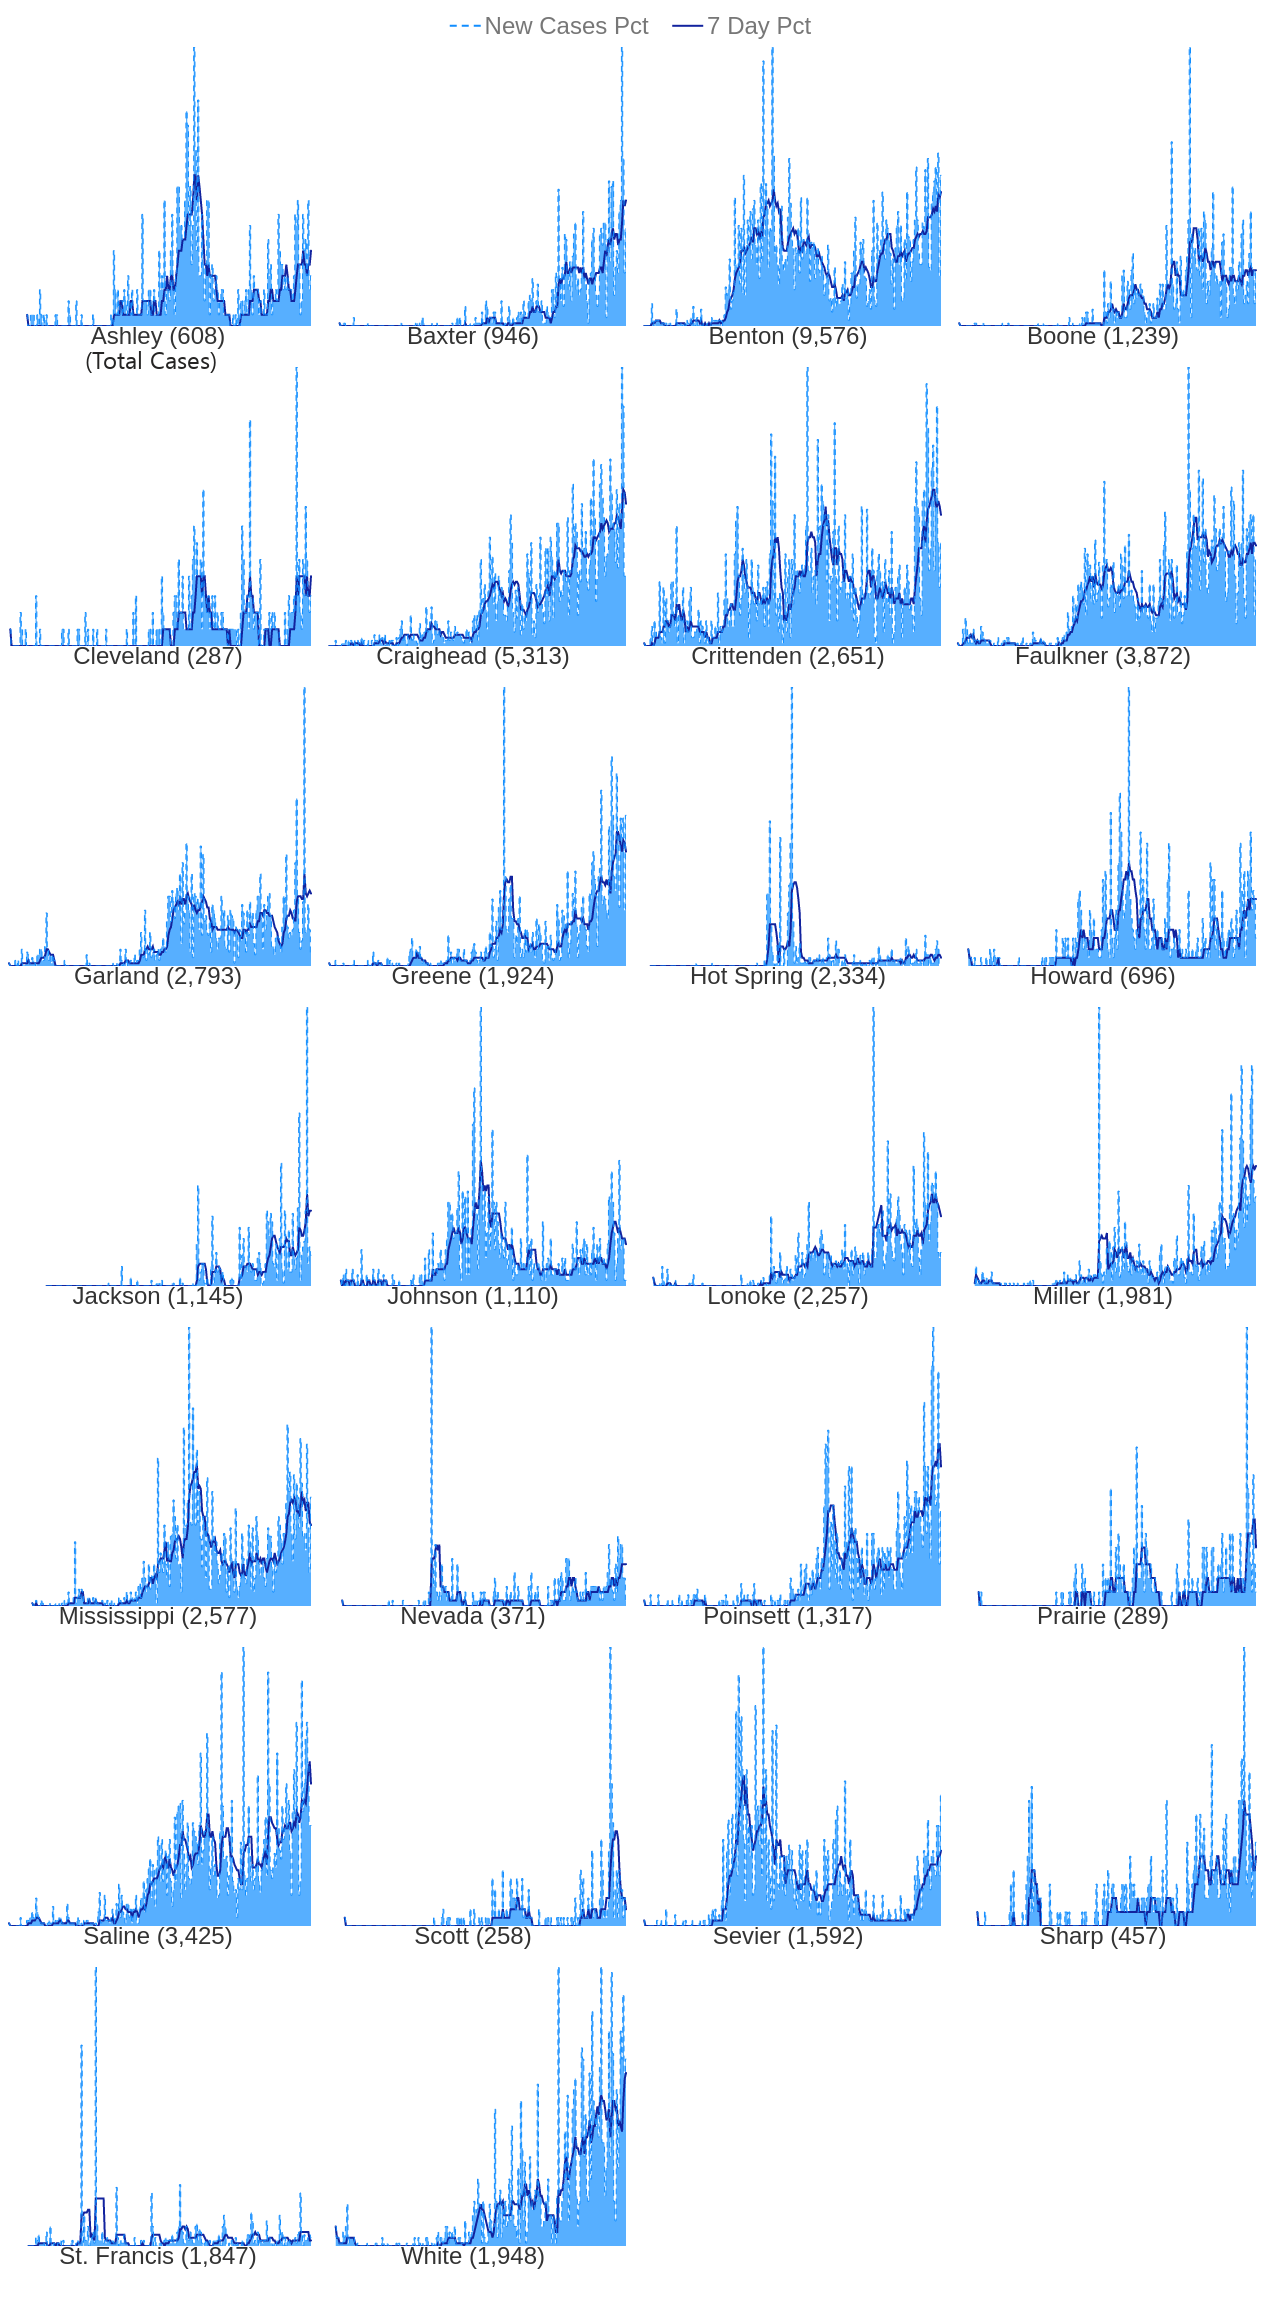 New Cases Pct 7 Day Pct
Ashley (608) Baxter (946) Benton (9,576) Boone (1,239)
(Total Cases)
Cleveland (287) Craighead (5,313) Crittenden (2,651) Faulkner (3,872)
Garland (2,793) Greene (1,924) Hot Spring (2,334) Howard (696)
Jackson (1,145) Johnson (1,110) Lonoke (2,257) Miller (1,981)
Mississippi (2,577) Nevada (371) Poinsett (1,317) Prairie (289)
Saline (3,425) Scott (258) Sevier (1,592) Sharp (457)
St. Francis (1,847) White (1,948)